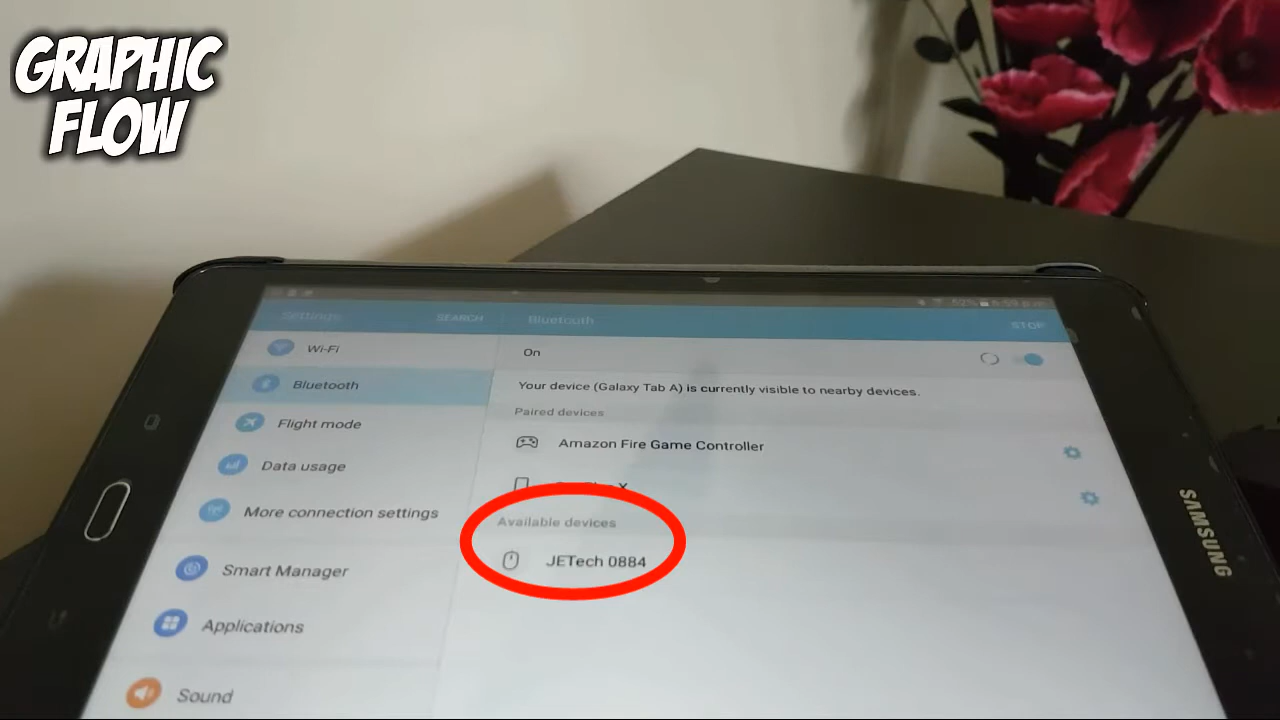 GRAPHIC
FLOW
Settings
SEARCH
Bluetooth
STOP
Wi-Fi
On
Bluetooth
Your device (Galaxy Tab A) is currently visible to nearby devices.
Flight mode
Paired devices
Amazon Fire Game Controller
Data usage
X
More connection settings
Available devices
JETech 0884
Smart Manager
Applications
Sound
SAMSUNG